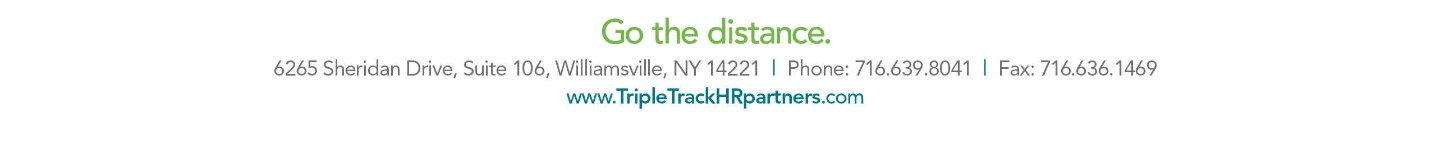 Go the distance.
6265 Sheridan Drive, Suite 106, Williamsville, NY 14221 | Phone: 716.639.8041 | Fax: 716.636.1469
www.TripleTrackHRpartners.com